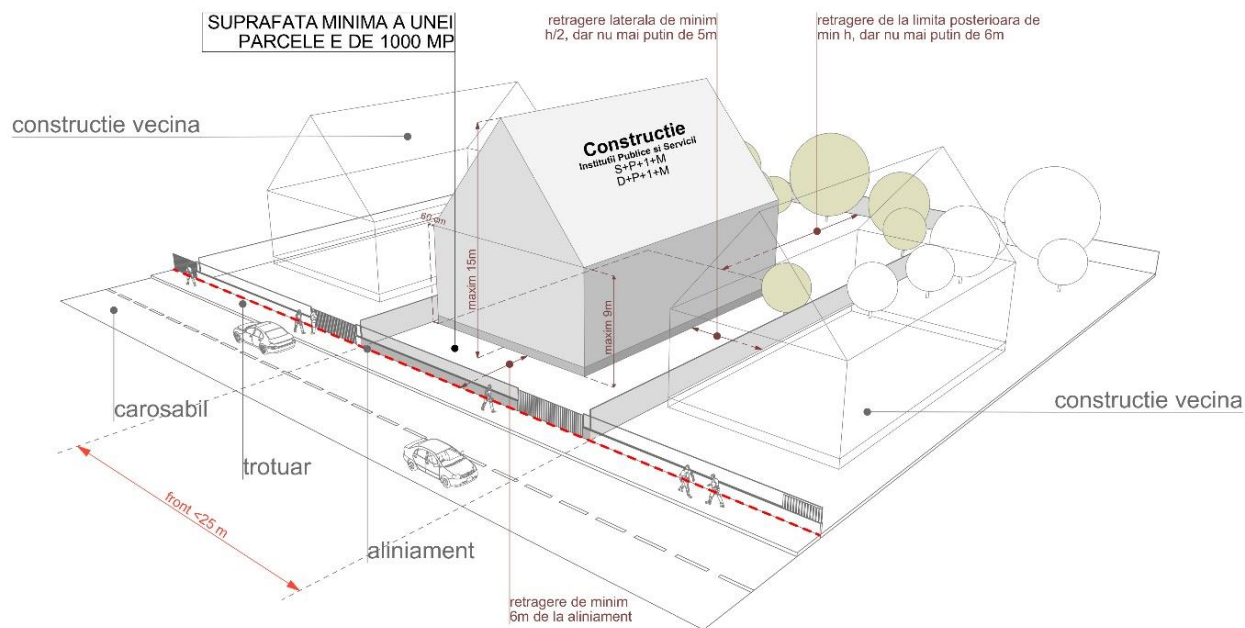 SUPRAFATA MINIMA A UNEI
PARCELE E DE 1000 MP
retragere laterala de minim
h/2, dar nu mai putin de 5m
retragere de la limita posterioara de
min h, dar nu mai putin de 6m
constructie vecina
Constructie
Institutii Publice si Servicii
S+P+1+M
D+P+1+M
60 cm
maxim 15m
maxim 9m
carosabil
trotuar
constructie vecina
front <25 m
aliniament
retragere de minim
6m de la aliniament